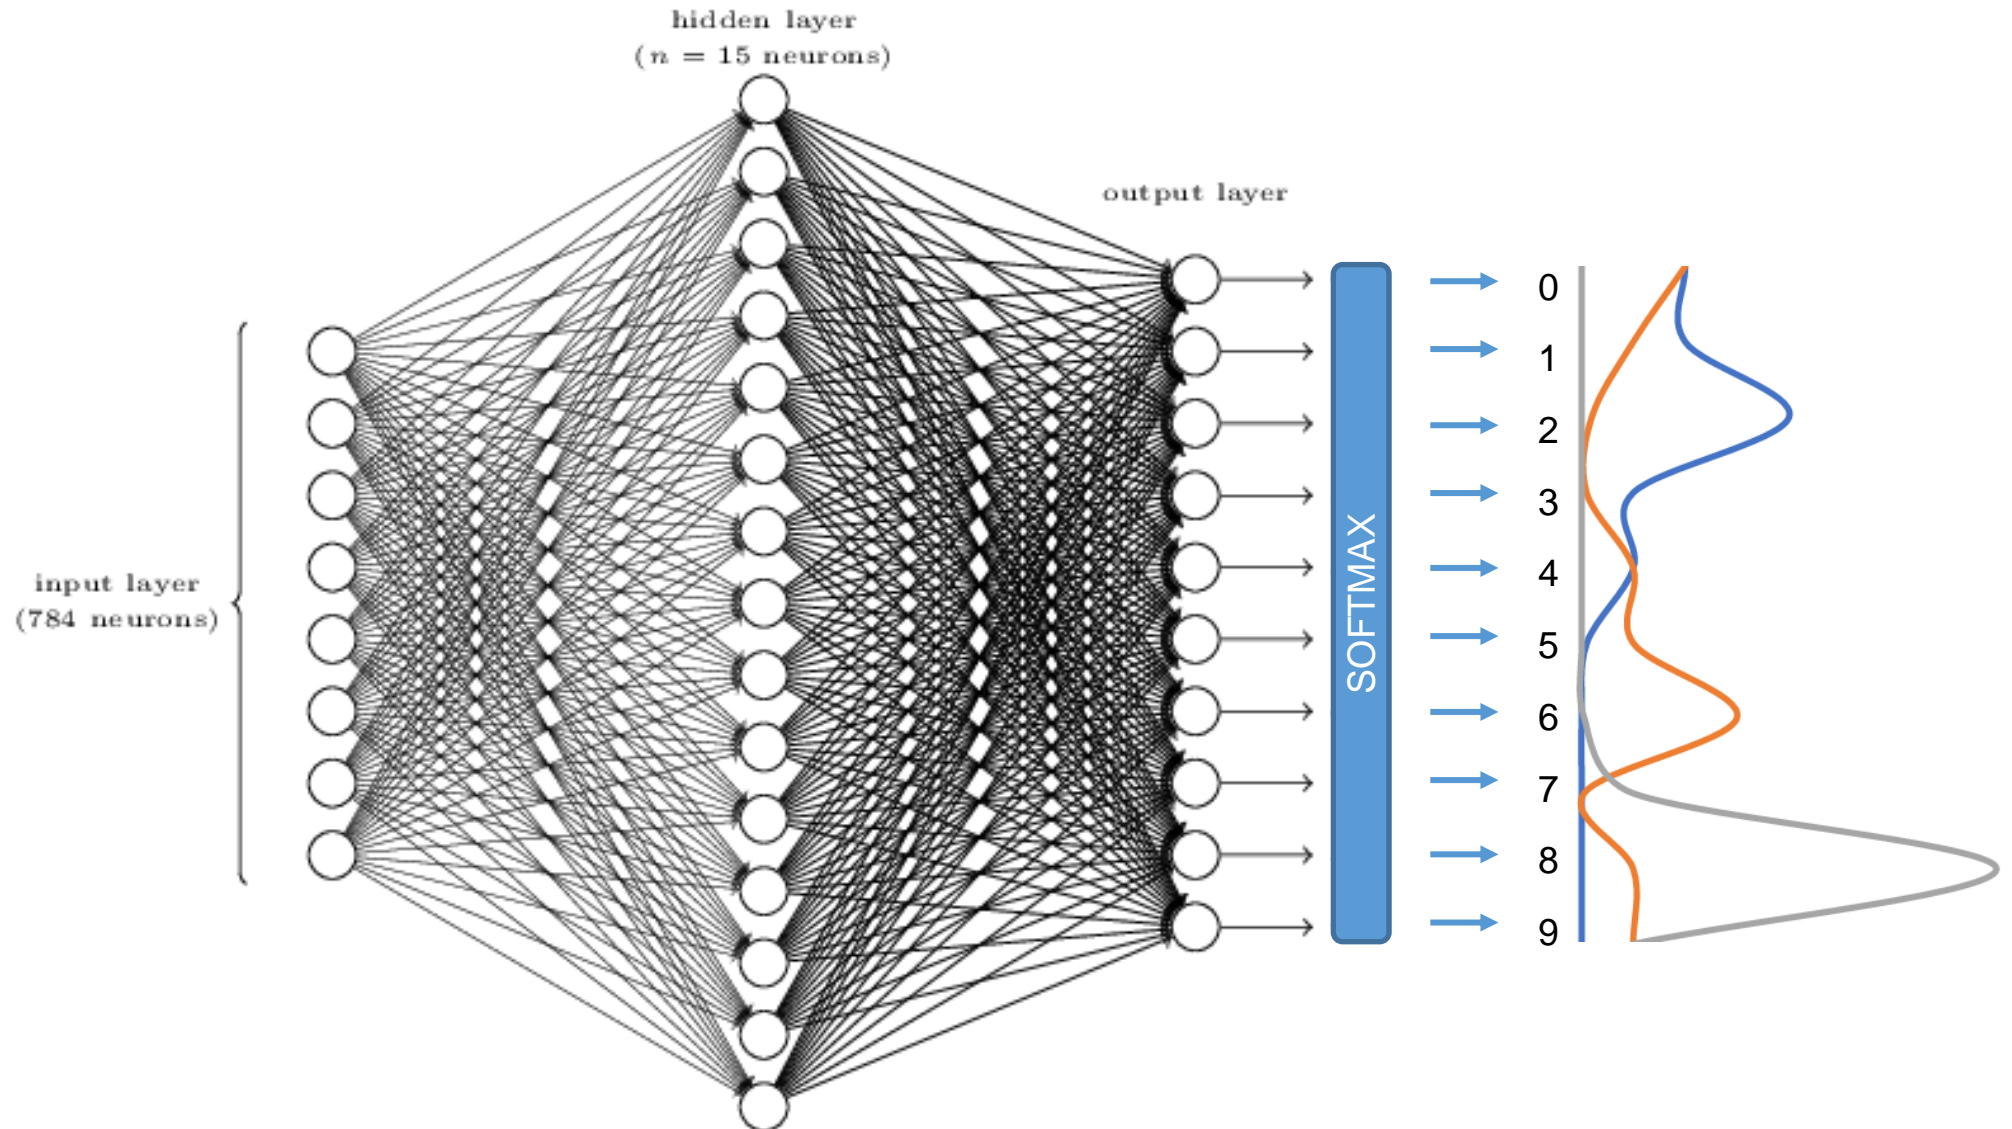 hidden layer
(n = 15 neurons)
output layer
input layer
(784 neurons)
SOFTMAX
0
1
2
3
4
5
6
7
8
9